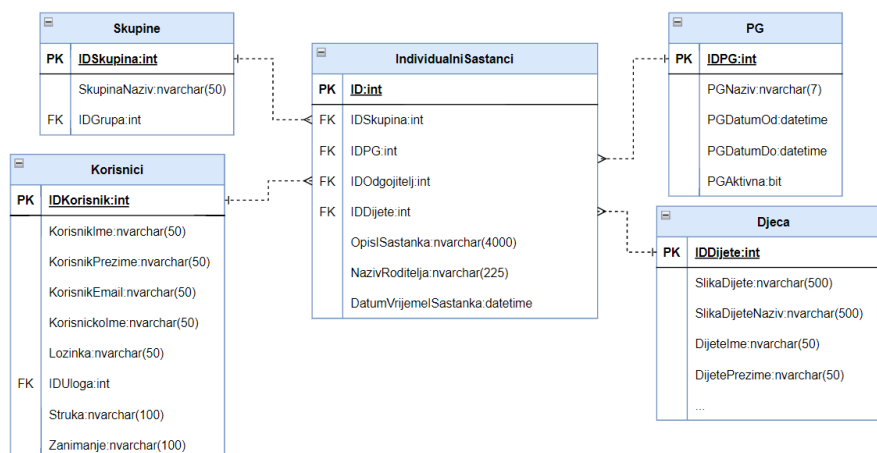 Skupine
PK IDSkupina:int
SkupinaNaziv:nvarchar(50)
FK IDGrupa:int
Korisnici
PK IDKorisnik:int
KorisnikIme:nvarchar(50)
KorisnikPrezime:nvarchar(50)
KorisnikEmail:nvarchar(50)
KorisnickoIme:nvarchar(50)
Lozinka:nvarchar(50)
FK IDUloga:int
Struka:nvarchar(100)
Zanimanje:nvarchar(100)
IndividualniSastanci
PK ID:int
FK IDSkupina:int
FK IDPG:int
FK IDOdgojitelj:int
FK IDDijete:int
OpisISastanka:nvarchar(4000)
NazivRoditelja:nvarchar(225)
DatumVrijemeISastanka:datetime
PG
PK IDPG:int
PGNaziv:nvarchar(7)
PGDatumOd:datetime
PGDatumDo:datetime
PGAktivna:bit
Djeca
PK IDDijete:int
SlikaDijete:nvarchar(500)
SlikaDijeteNaziv:nvarchar(500)
DijeteIme:nvarchar(50)
DijetePrezime:nvarchar(50)
...